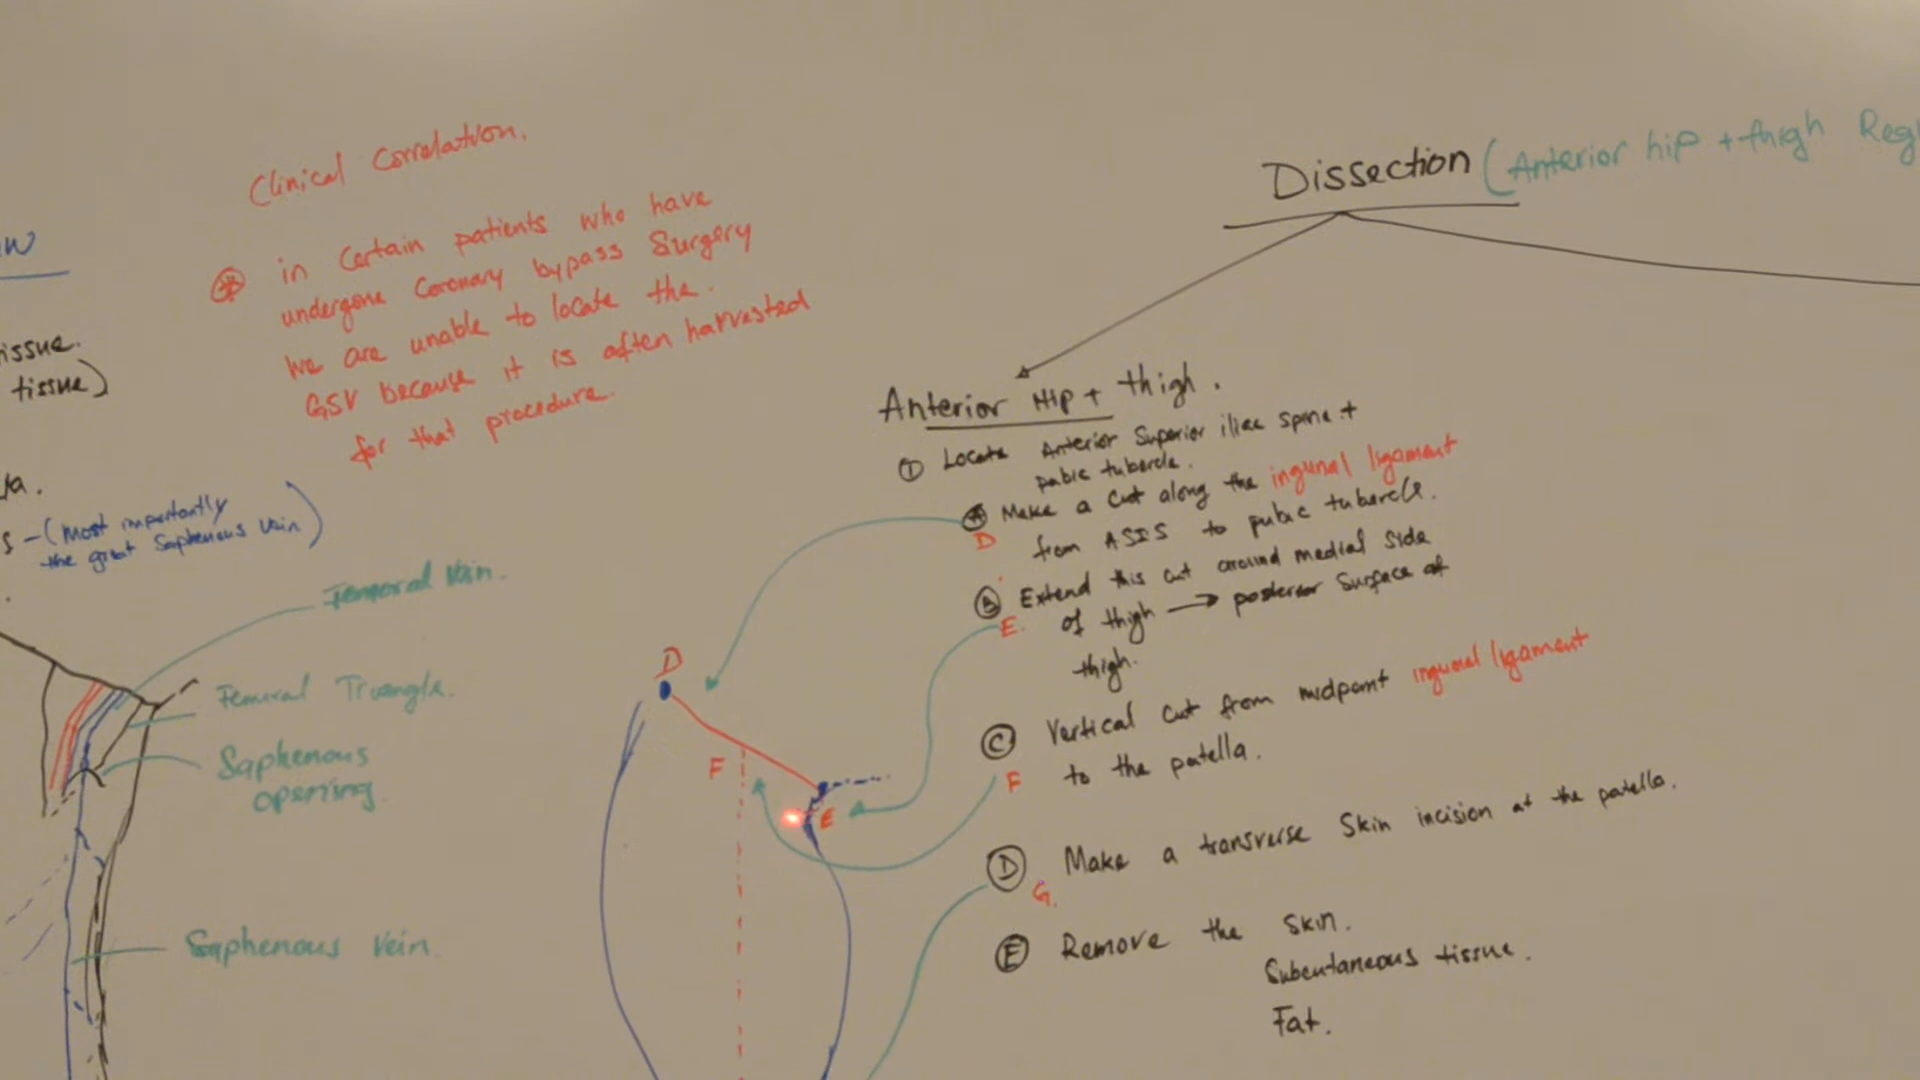 Clinical Correlation.
in Certain patients who have
undergone Coronary bypass Surgery
we are unable to locate the.
GSV because it is often harvested
for that procedure.
tissue.
tissue)
(Most importantly
the great Saphenous Vein)
Femoral Vein.
Femoral Triangle.
Saphenous
opening
Saphenous Vein.
Dissection (Anterior hip + thigh Reg
Anterior Hip + thigh.
① Locate Anterior Superior iliac spine +
pubic tubercle.
Ⓐ Make a Cut along the
D from ASIS to pubic tubercle.
Ⓑ Extend this cut around medial side
E. of thigh → posterior Surface of
thigh.
Ⓒ Vertical Cut from midpoint
F to the patella.
Ⓓ Make a transverse Skin incision at the patella.
G.
Ⓔ Remove the Skin.
Subcutaneous tissue.
Fat.
D
F
E